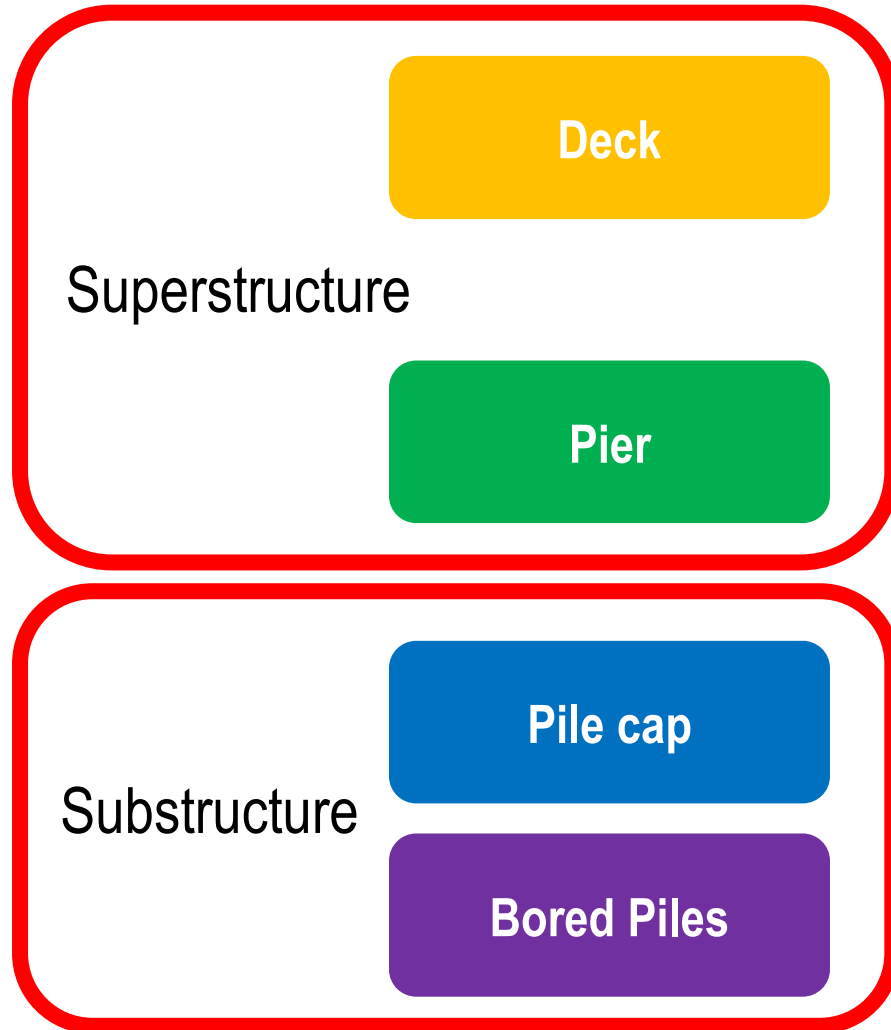 Deck
Superstructure
Pier
Pile cap
Substructure
Bored Piles